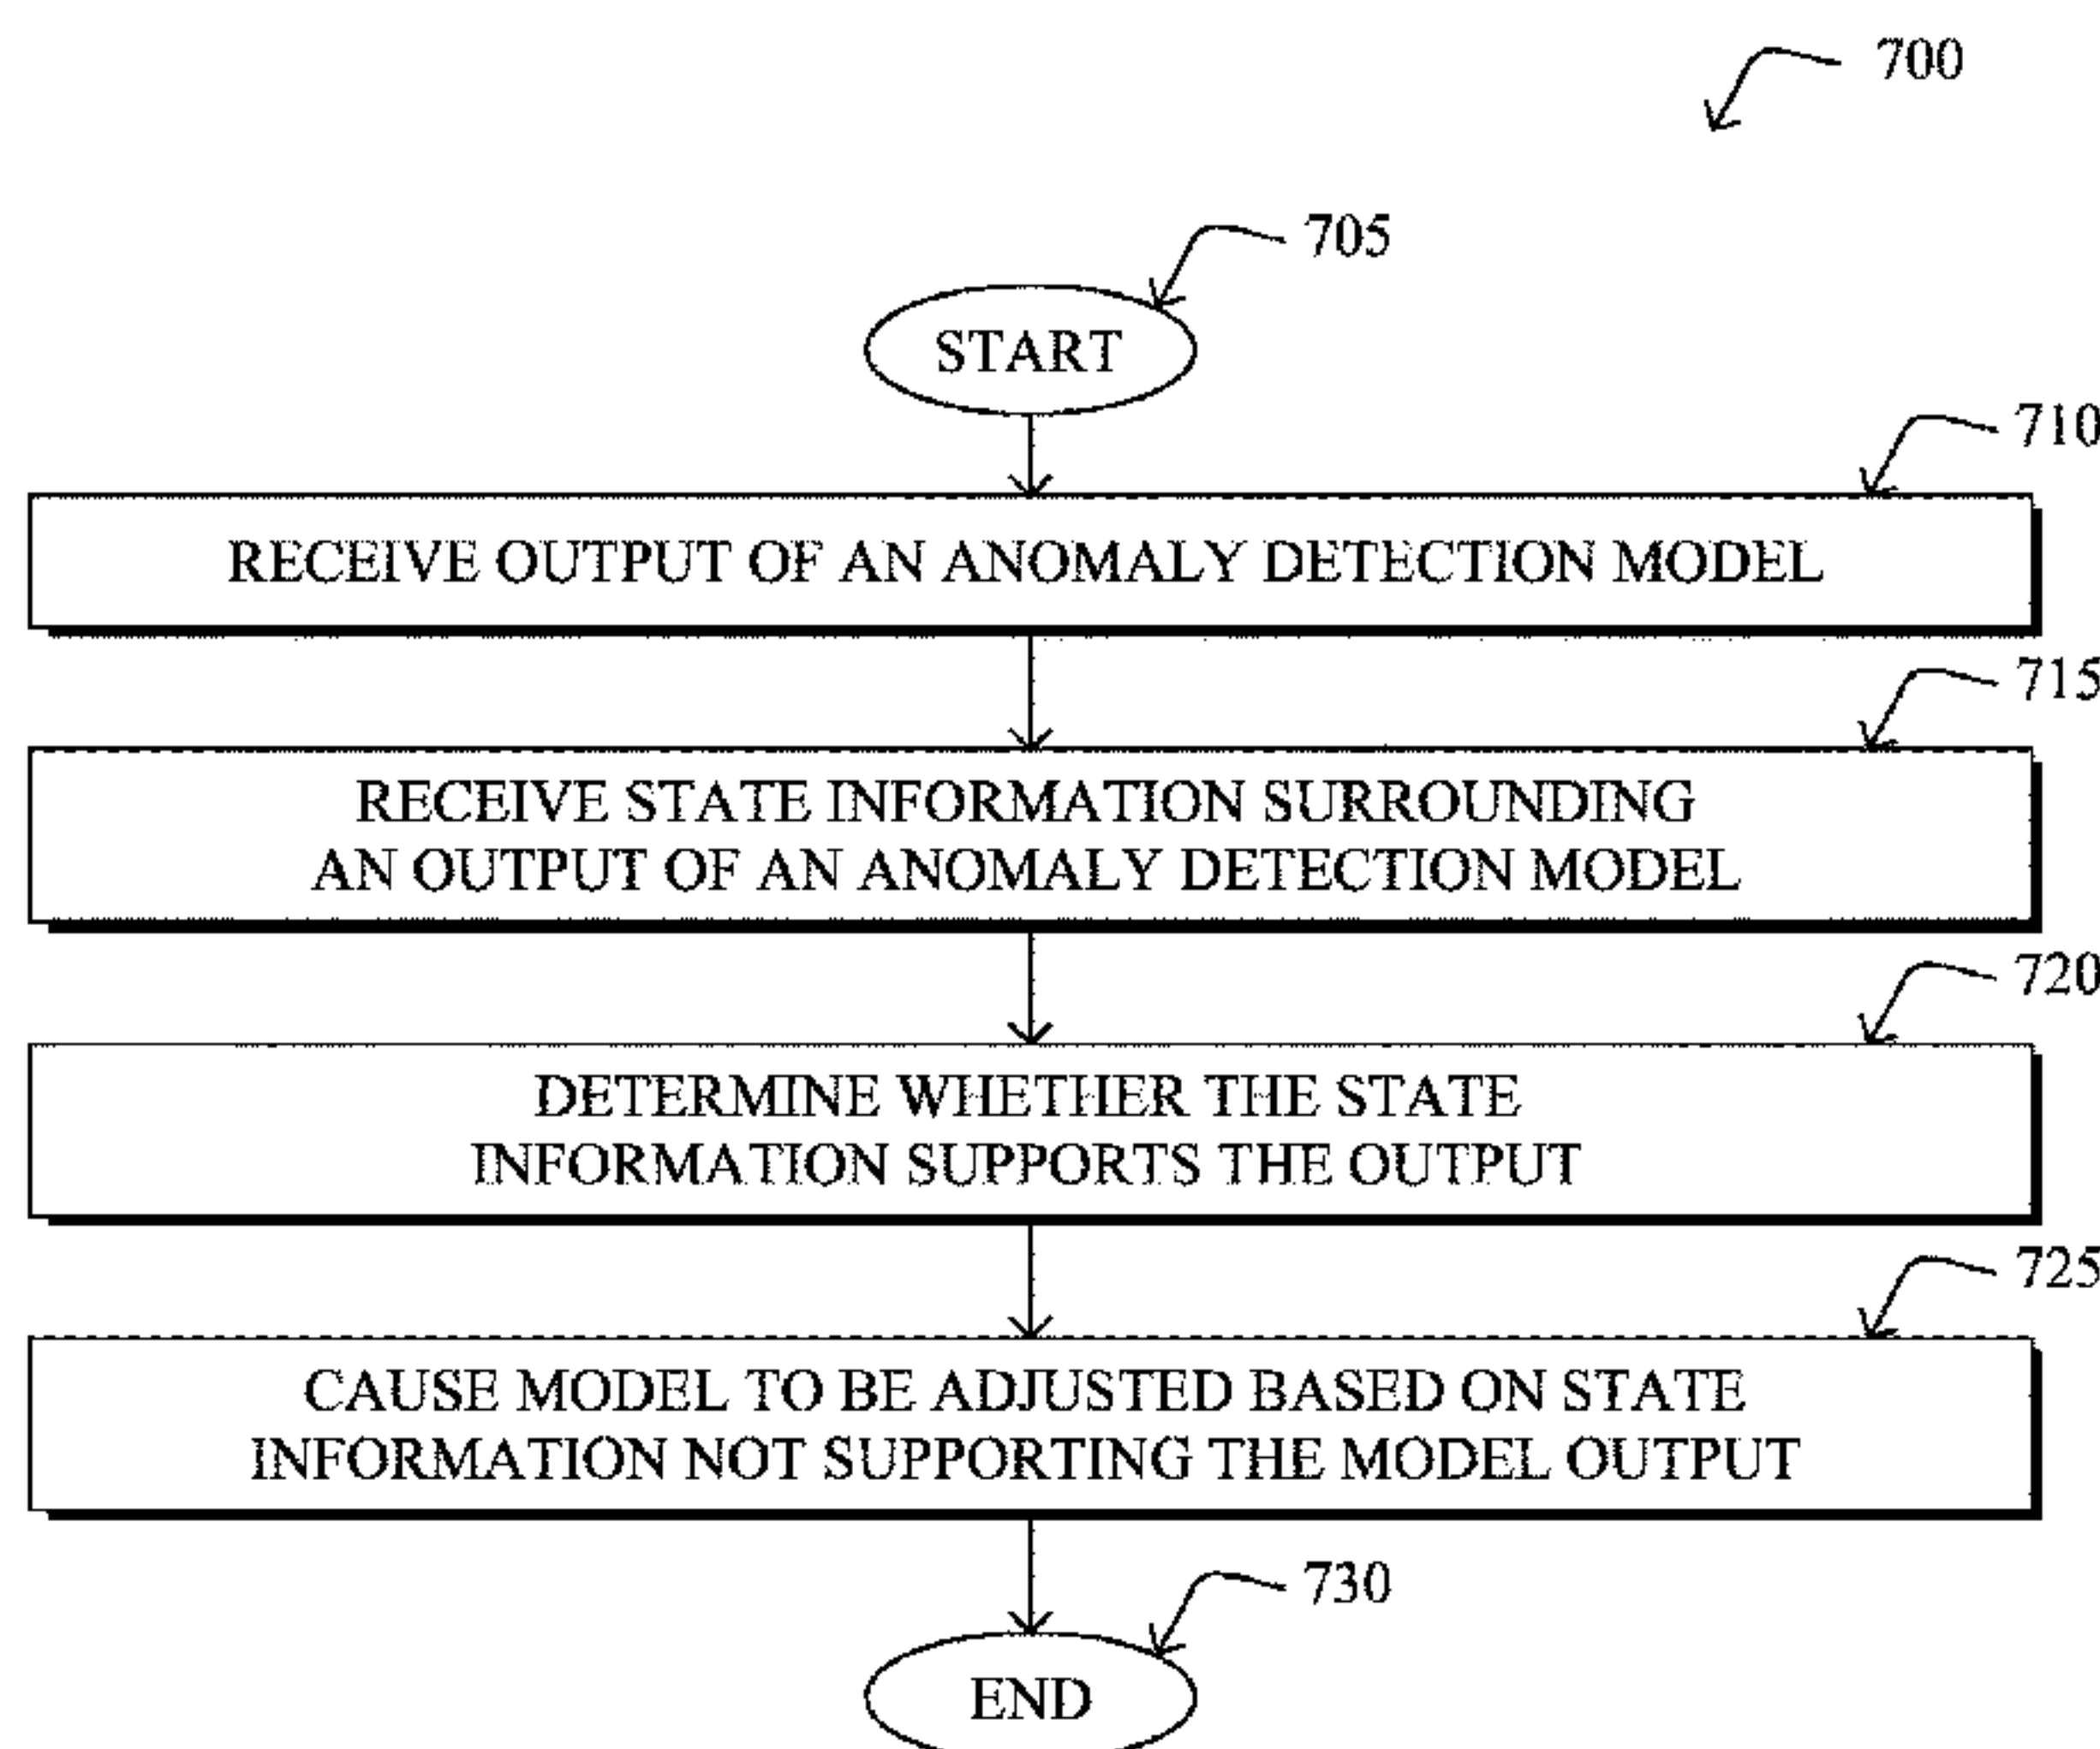 700
705
START
710
RECEIVE OUTPUT OF AN ANOMALY DETECTION MODEL
715
RECEIVE STATE INFORMATION SURROUNDING
AN OUTPUT OF AN ANOMALY DETECTION MODEL
720
DETERMINE WHETHER THE STATE
INFORMATION SUPPORTS THE OUTPUT
725
CAUSE MODEL TO BE ADJUSTED BASED ON STATE
INFORMATION NOT SUPPORTING THE MODEL OUTPUT
730
END